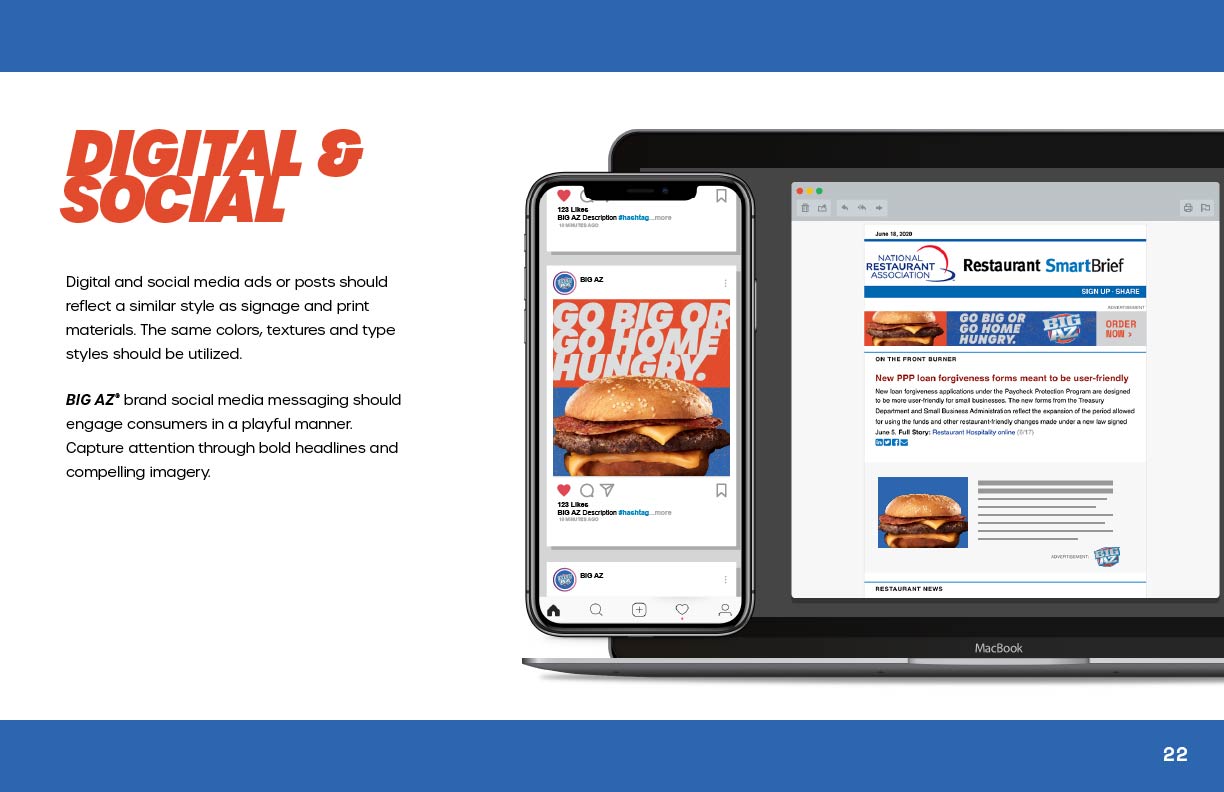 DIGITAL &
SOCIAL
Digital and social media ads or posts should
reflect a similar style as signage and print
materials. The same colors, textures and type
styles should be utilized.
BIG AZ® brand social media messaging should
engage consumers in a playful manner.
Capture attention through bold headlines and
compelling imagery.
123 Likes
BIG AZ Description #hashtag...more
10 MINUTES AGO
BIG AZ
BIG AZ
GO BIG OR
GO HOME
HUNGRY.
123 Likes
BIG AZ Description #hashtag...more
10 MINUTES AGO
BIG AZ
BIG AZ
June 18, 2020
NATIONAL
RESTAURANT
ASSOCIATION
Restaurant SmartBrief
SIGN UP · SHARE
ADVERTISEMENT
GO BIG OR
GO HOME
HUNGRY.
BIG
AZ
ORDER
NOW >
ON THE FRONT BURNER
New PPP loan forgiveness forms meant to be user-friendly
New loan forgiveness applications under the Paycheck Protection Program are designed
to be more user-friendly for small businesses. The new forms from the Treasury
Department and Small Business Administration reflect the expansion of the period allowed
for using the funds and other restaurant-friendly changes made under a new law signed
June 5. Full Story: Restaurant Hospitality online (6/17)
ADVERTISEMENT:
BIG
AZ
RESTAURANT NEWS
MacBook
22